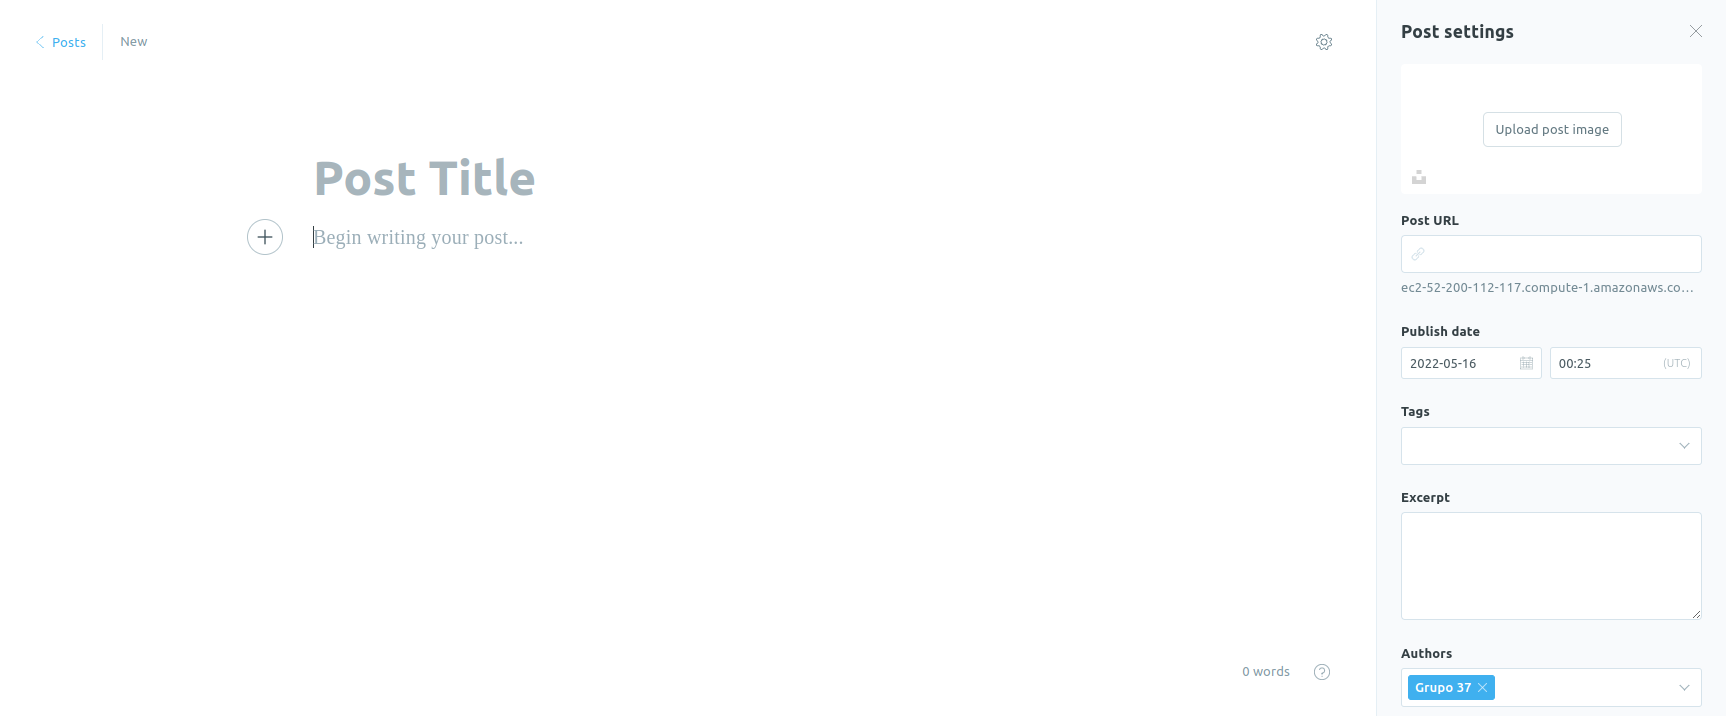 Posts
New
Post Title
Begin writing your post...
0 words
Post settings
Upload post image
Post URL
ec2-52-200-112-117.compute-1.amazonaws.co...
Publish date
2022-05-16
00:25 (UTC)
Tags
Excerpt
Authors
Grupo 37